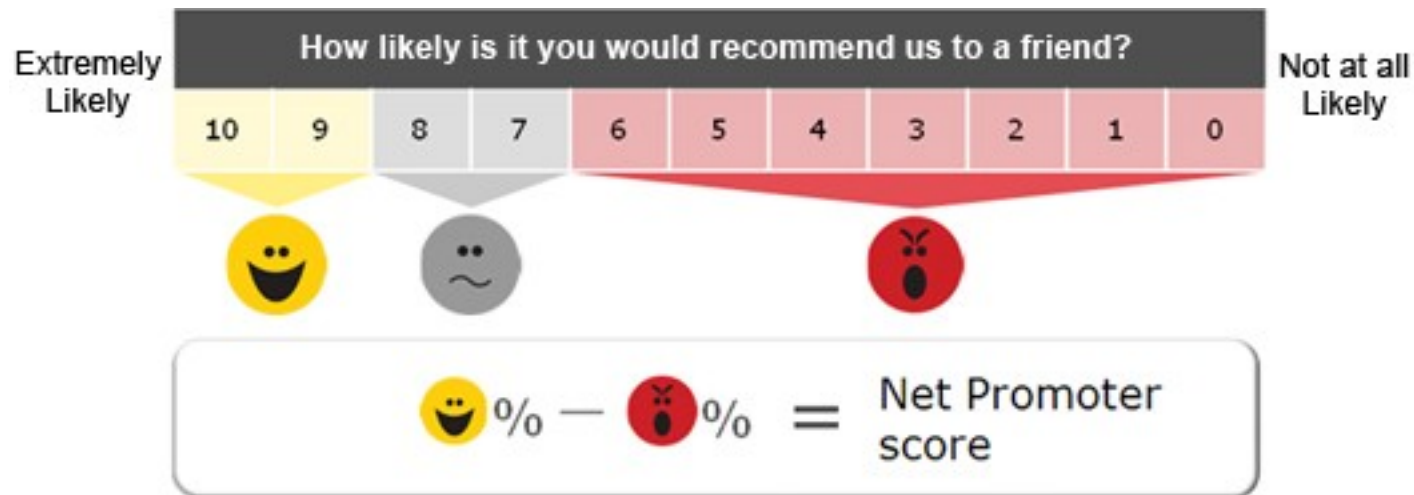 How likely is it you would recommend us to a friend?
Extremely
Likely
Not at all
Likely
10 9 8 7 6 5 4 3 2 1 0
% − % = Net Promoter
score